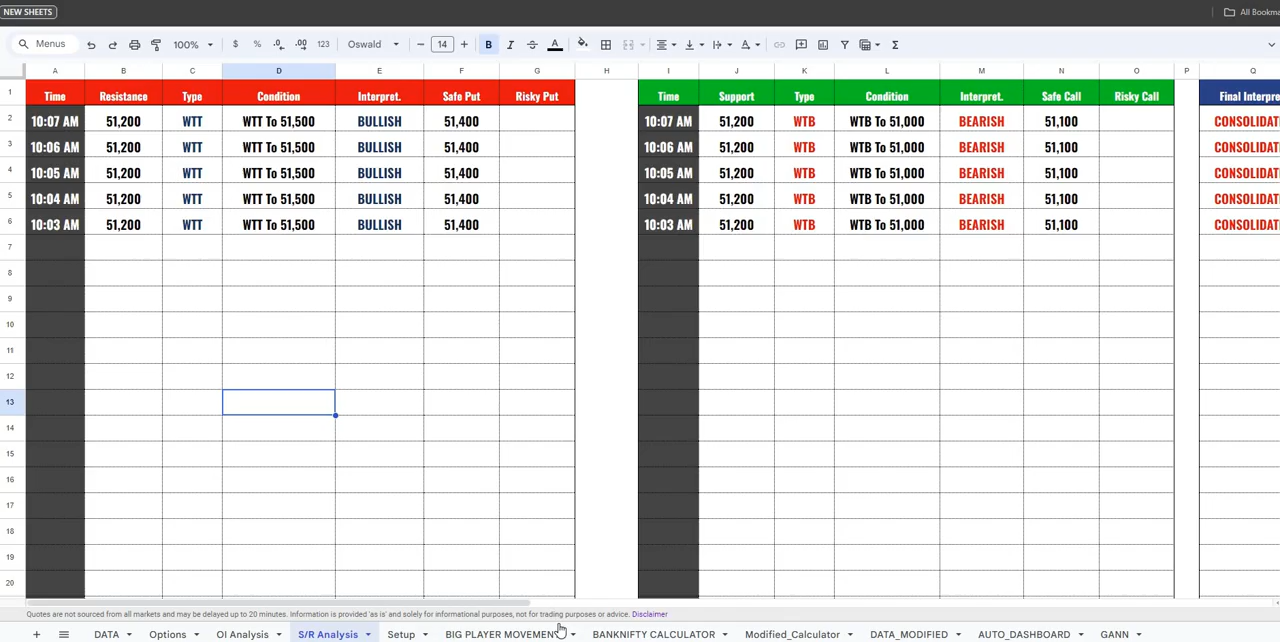 NEW SHEETS
All Bookma
Menus 100% $ % .0 .00 123 Oswald 14 B I A Σ
A B C D E F G H I J K L M N O P Q
1 Time Resistance Type Condition Interpret. Safe Put Risky Put Time Support Type Condition Interpret. Safe Call Risky Call Final Interpre
2 10:07 AM 51,200 WTT WTT To 51,500 BULLISH 51,400 10:07 AM 51,200 WTB WTB To 51,000 BEARISH 51,100 CONSOLIDAT
3 10:06 AM 51,200 WTT WTT To 51,500 BULLISH 51,400 10:06 AM 51,200 WTB WTB To 51,000 BEARISH 51,100 CONSOLIDAT
4 10:05 AM 51,200 WTT WTT To 51,500 BULLISH 51,400 10:05 AM 51,200 WTB WTB To 51,000 BEARISH 51,100 CONSOLIDAT
5 10:04 AM 51,200 WTT WTT To 51,500 BULLISH 51,400 10:04 AM 51,200 WTB WTB To 51,000 BEARISH 51,100 CONSOLIDAT
6 10:03 AM 51,200 WTT WTT To 51,500 BULLISH 51,400 10:03 AM 51,200 WTB WTB To 51,000 BEARISH 51,100 CONSOLIDAT
7
8
9
10
11
12
13
14
15
16
17
18
19
20
Quotes are not sourced from all markets and may be delayed up to 20 minutes. Information is provided 'as is' and solely for informational purposes, not for trading purposes or advice. Disclaimer
DATA Options OI Analysis S/R Analysis Setup BIG PLAYER MOVEMEN BANKNIFTY CALCULATOR Modified_Calculator DATA_MODIFIED AUTO_DASHBOARD GANN